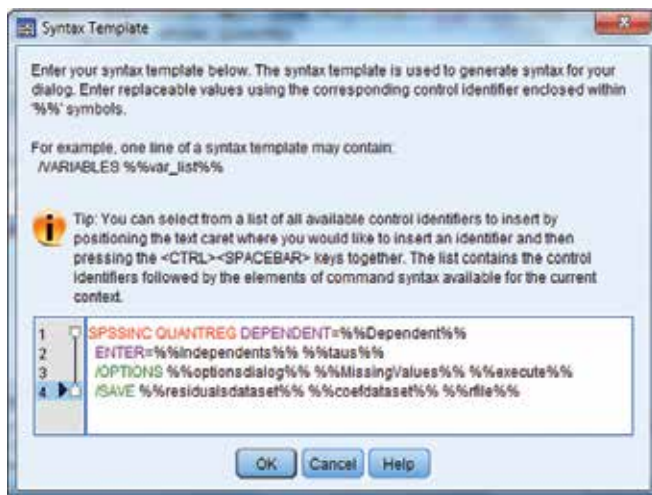 Syntax Template
Enter your syntax template below. The syntax template is used to generate syntax for your
dialog. Enter replaceable values using the corresponding control identifier enclosed within
'%%' symbols.
For example, one line of a syntax template may contain:
/VARIABLES %%var_list%%
Tip: You can select from a list of all available control identifiers to insert by
positioning the text caret where you would like to insert an identifier and then
pressing the <CTRL><SPACEBAR> keys together. The list contains the control
identifiers followed by the elements of command syntax available for the current
context.
1 SPSSINC QUANTREG DEPENDENT=%%Dependent%%
2 ENTER=%%Independents%% %%taus%%
3 /OPTIONS %%optionsdialog%% %%MissingValues%% %%execute%%
4 /SAVE %%residualsdataset%% %%coefdataset%% %%rfile%%
OK Cancel Help